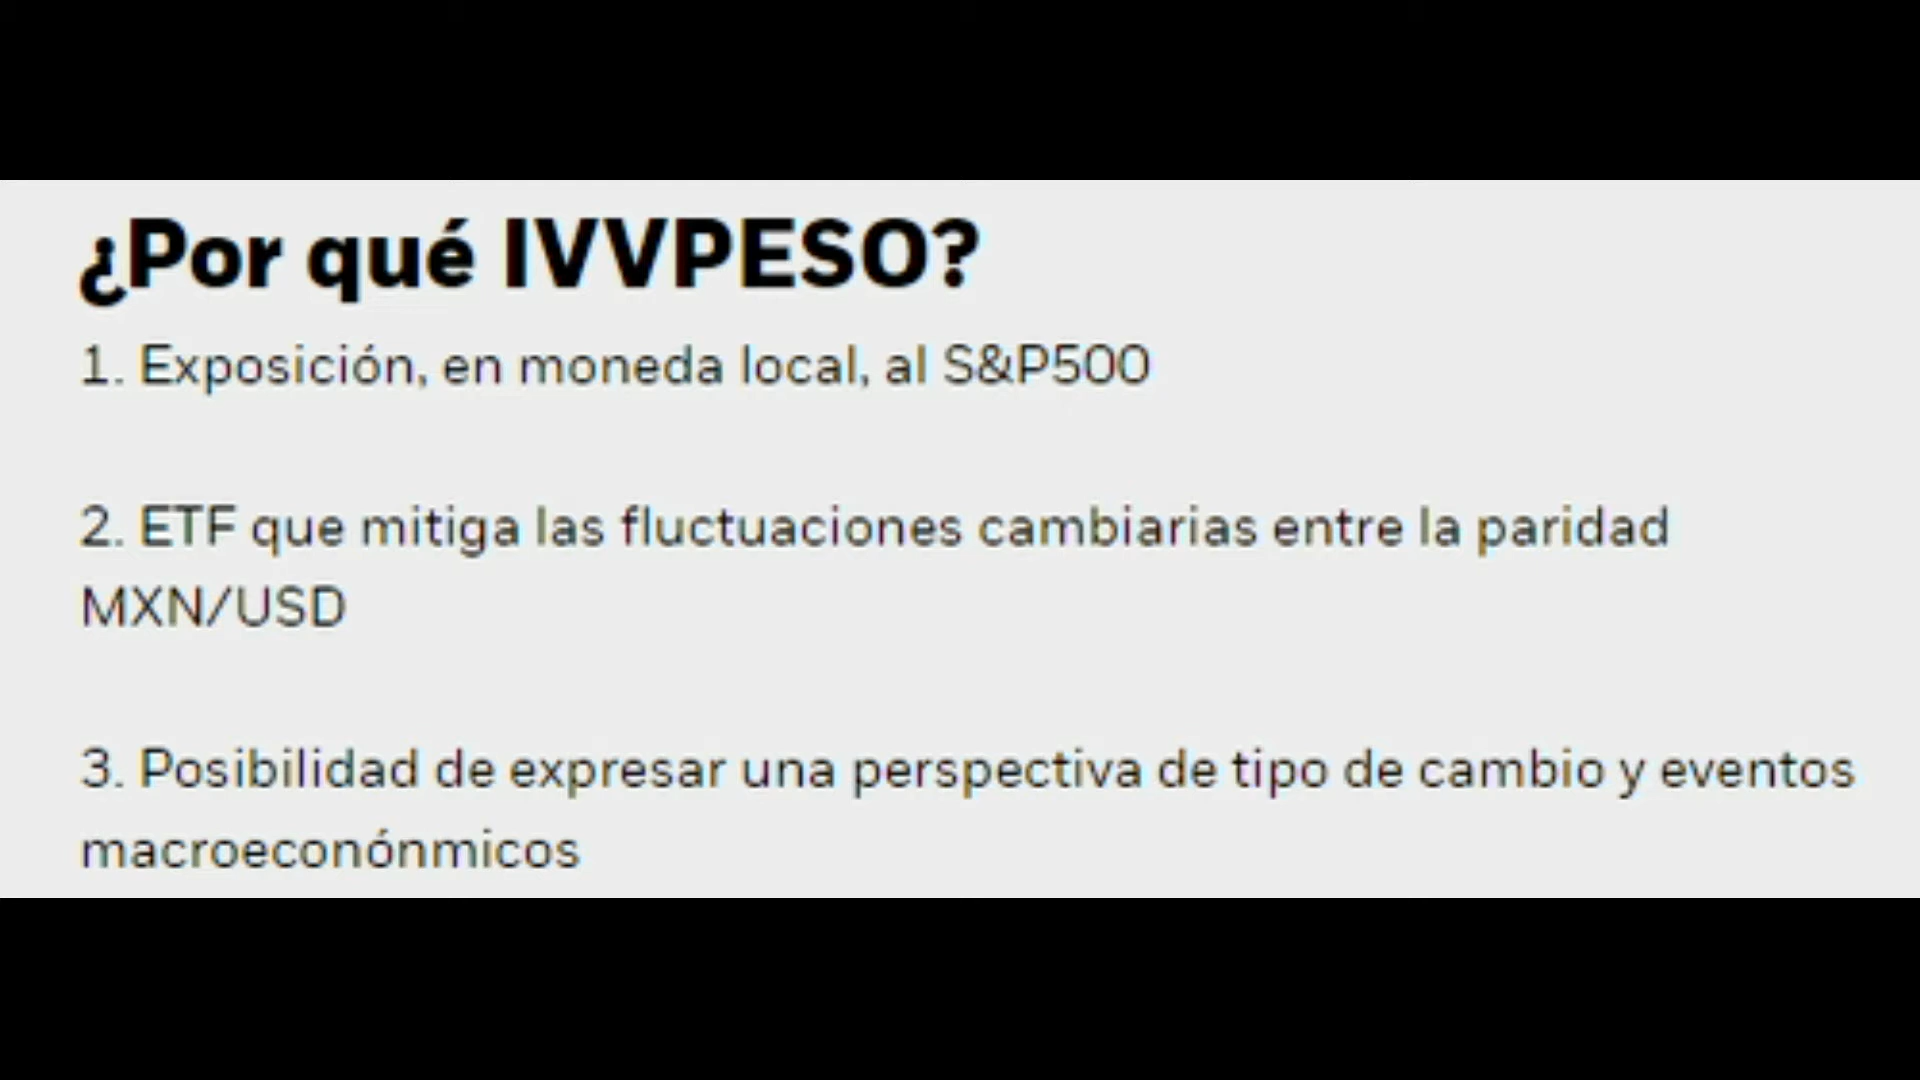 ¿Por qué IVVPESO?
1. Exposición, en moneda local, al S&P500
2. ETF que mitiga las fluctuaciones cambiarias entre la paridad
MXN/USD
3. Posibilidad de expresar una perspectiva de tipo de cambio y eventos
macroeconónmicos